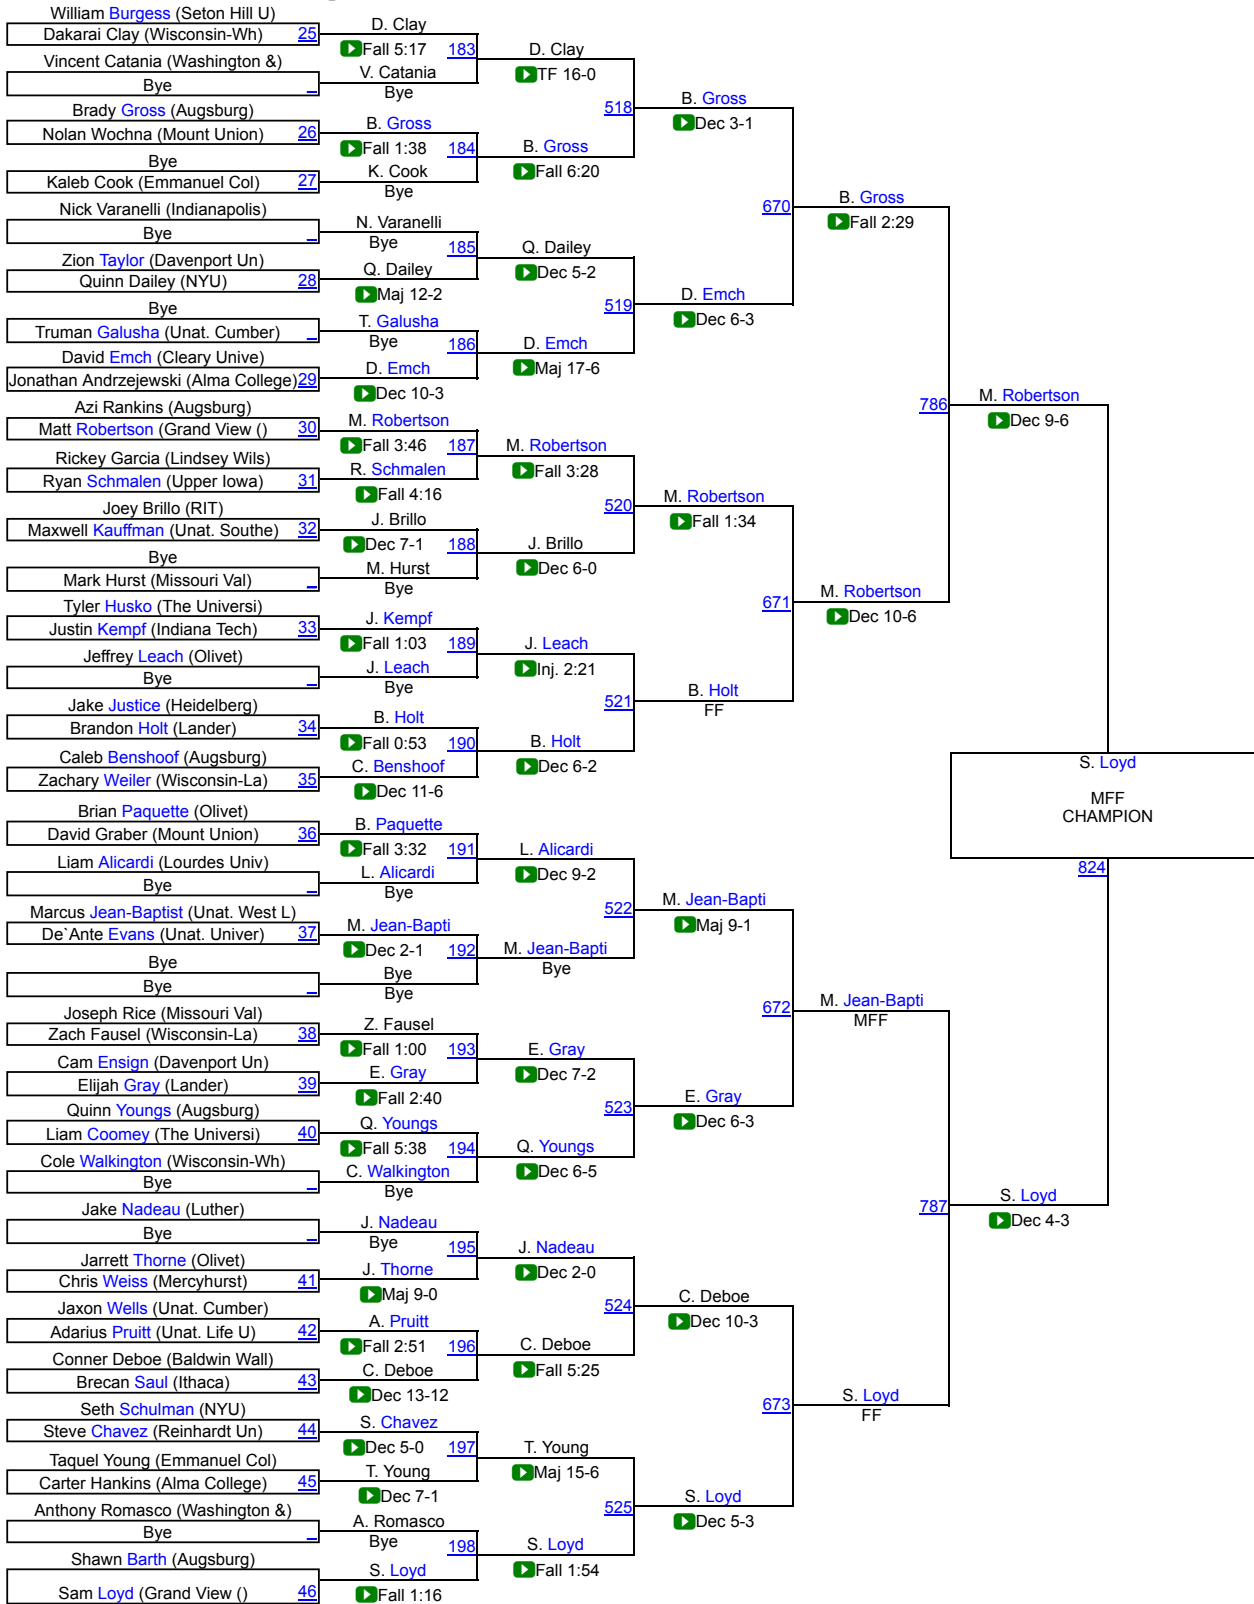 William Burgess (Seton Hill U)
Dakarai Clay (Wisconsin-Wh) 25
Vincent Catania (Washington &)
Bye
Brady Gross (Augsburg)
Nolan Wochna (Mount Union) 26
Bye
Kaleb Cook (Emmanuel Col) 27
Nick Varanelli (Indianapolis)
Bye
Zion Taylor (Davenport Un)
Quinn Dailey (NYU) 28
Bye
Truman Galusha (Unat. Cumber)
David Emch (Cleary Unive)
Jonathan Andrzejewski (Alma College) 29
Azi Rankins (Augsburg)
Matt Robertson (Grand View () 30
Rickey Garcia (Lindsey Wils)
Ryan Schmalen (Upper Iowa) 31
Joey Brillo (RIT)
Maxwell Kauffman (Unat. Southe) 32
Bye
Mark Hurst (Missouri Val)
Tyler Husko (The Universi)
Justin Kempf (Indiana Tech) 33
Jeffrey Leach (Olivet)
Bye
Jake Justice (Heidelberg)
Brandon Holt (Lander) 34
Caleb Benshoof (Augsburg)
Zachary Weiler (Wisconsin-La) 35
Brian Paquette (Olivet)
David Graber (Mount Union) 36
Liam Alicardi (Lourdes Univ)
Bye
Marcus Jean-Baptist (Unat. West L)
De`Ante Evans (Unat. Univer) 37
Bye
Bye
Joseph Rice (Missouri Val)
Zach Fausel (Wisconsin-La) 38
Cam Ensign (Davenport Un)
Elijah Gray (Lander) 39
Quinn Youngs (Augsburg)
Liam Coomey (The Universi) 40
Cole Walkington (Wisconsin-Wh)
Bye
Jake Nadeau (Luther)
Bye
Jarrett Thorne (Olivet)
Chris Weiss (Mercyhurst) 41
Jaxon Wells (Unat. Cumber)
Adarius Pruitt (Unat. Life U) 42
Conner Deboe (Baldwin Wall)
Brecan Saul (Ithaca) 43
Seth Schulman (NYU)
Steve Chavez (Reinhardt Un) 44
Taquel Young (Emmanuel Col)
Carter Hankins (Alma College) 45
Anthony Romasco (Washington &)
Bye
Shawn Barth (Augsburg)
Sam Loyd (Grand View () 46
D. Clay
Fall 5:17 183
V. Catania
Bye
B. Gross
Fall 1:38 184
K. Cook
Bye
N. Varanelli
Bye 185
Q. Dailey
Maj 12-2
T. Galusha
Bye 186
D. Emch
Dec 10-3
M. Robertson
Fall 3:46 187
R. Schmalen
Fall 4:16
J. Brillo
Dec 7-1 188
M. Hurst
Bye
J. Kempf
Fall 1:03 189
J. Leach
Bye
B. Holt
Fall 0:53 190
C. Benshoof
Dec 11-6
B. Paquette
Fall 3:32 191
L. Alicardi
Bye
M. Jean-Bapti
Dec 2-1 192
Bye
Bye
Z. Fausel
Fall 1:00 193
E. Gray
Fall 2:40
Q. Youngs
Fall 5:38 194
C. Walkington
Bye
J. Nadeau
Bye 195
J. Thorne
Maj 9-0
A. Pruitt
Fall 2:51 196
C. Deboe
Dec 13-12
S. Chavez
Dec 5-0 197
T. Young
Dec 7-1
A. Romasco
Bye 198
S. Loyd
Fall 1:16
D. Clay
TF 16-0
518
B. Gross
Fall 6:20
Q. Dailey
Dec 5-2
519
D. Emch
Maj 17-6
M. Robertson
Fall 3:28
520
J. Brillo
Dec 6-0
J. Leach
Inj. 2:21
521
B. Holt
Dec 6-2
L. Alicardi
Dec 9-2
522
M. Jean-Bapti
Bye
E. Gray
Dec 7-2
523
Q. Youngs
Dec 6-5
J. Nadeau
Dec 2-0
524
C. Deboe
Fall 5:25
T. Young
Maj 15-6
525
S. Loyd
Fall 1:54
B. Gross
Dec 3-1
670
D. Emch
Dec 6-3
M. Robertson
Fall 1:34
671
B. Holt
FF
M. Jean-Bapti
Maj 9-1
672
E. Gray
Dec 6-3
C. Deboe
Dec 10-3
673
S. Loyd
Dec 5-3
B. Gross
Fall 2:29
786
M. Robertson
Dec 10-6
M. Jean-Bapti
MFF
787
S. Loyd
FF
M. Robertson
Dec 9-6
S. Loyd
Dec 4-3
S. Loyd
MFF
CHAMPION
824